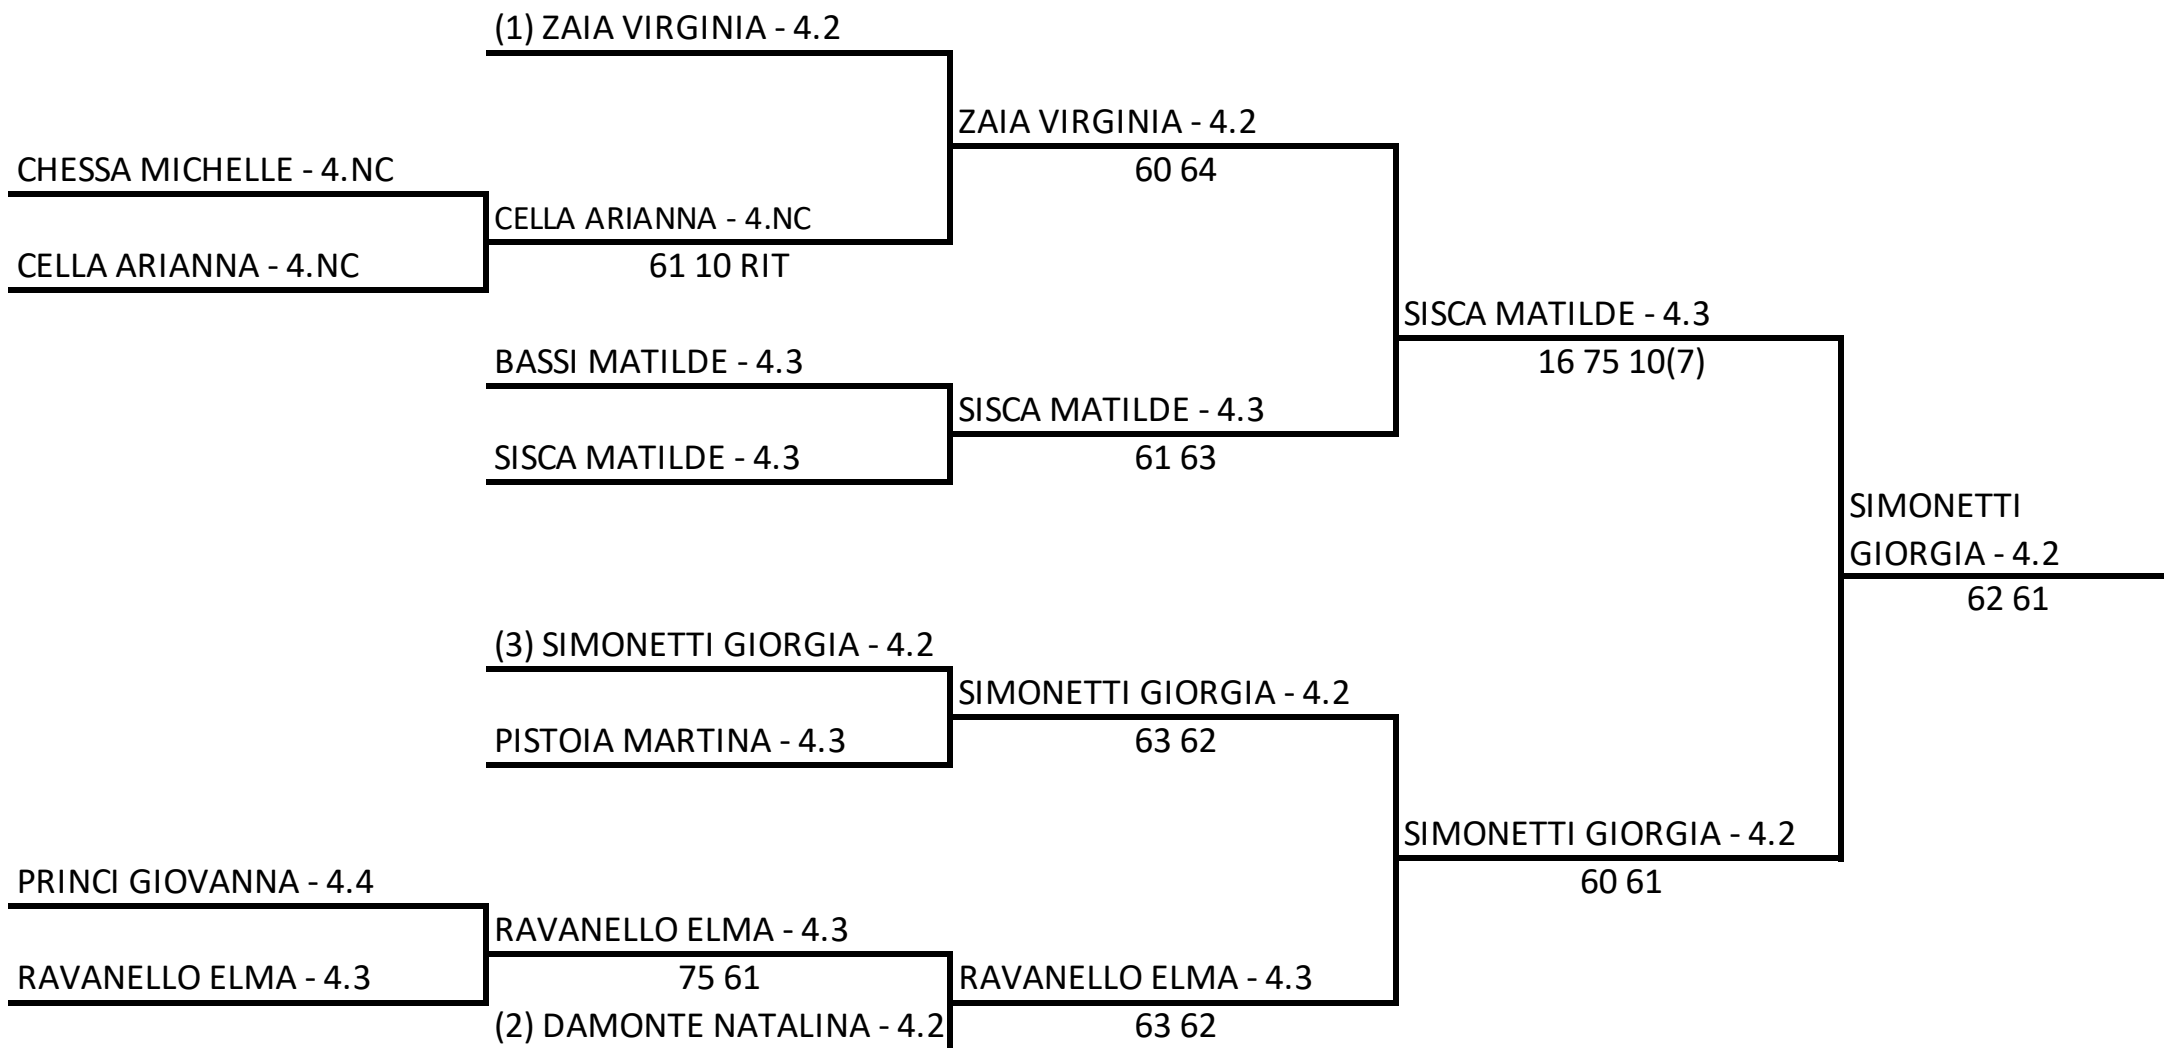 (1) ZAIA VIRGINIA - 4.2
ZAIA VIRGINIA - 4.2
CHESSA MICHELLE - 4.NC
60 64
CELLA ARIANNA - 4.NC
CELLA ARIANNA - 4.NC
61 10 RIT
SISCA MATILDE - 4.3
BASSI MATILDE - 4.3
16 75 10(7)
SISCA MATILDE - 4.3
SISCA MATILDE - 4.3
61 63
SIMONETTI
GIORGIA - 4.2
62 61
(3) SIMONETTI GIORGIA - 4.2
SIMONETTI GIORGIA - 4.2
PISTOIA MARTINA - 4.3
63 62
SIMONETTI GIORGIA - 4.2
PRINCI GIOVANNA - 4.4
60 61
RAVANELLO ELMA - 4.3
RAVANELLO ELMA - 4.3
75 61
RAVANELLO ELMA - 4.3
(2) DAMONTE NATALINA - 4.2
63 62